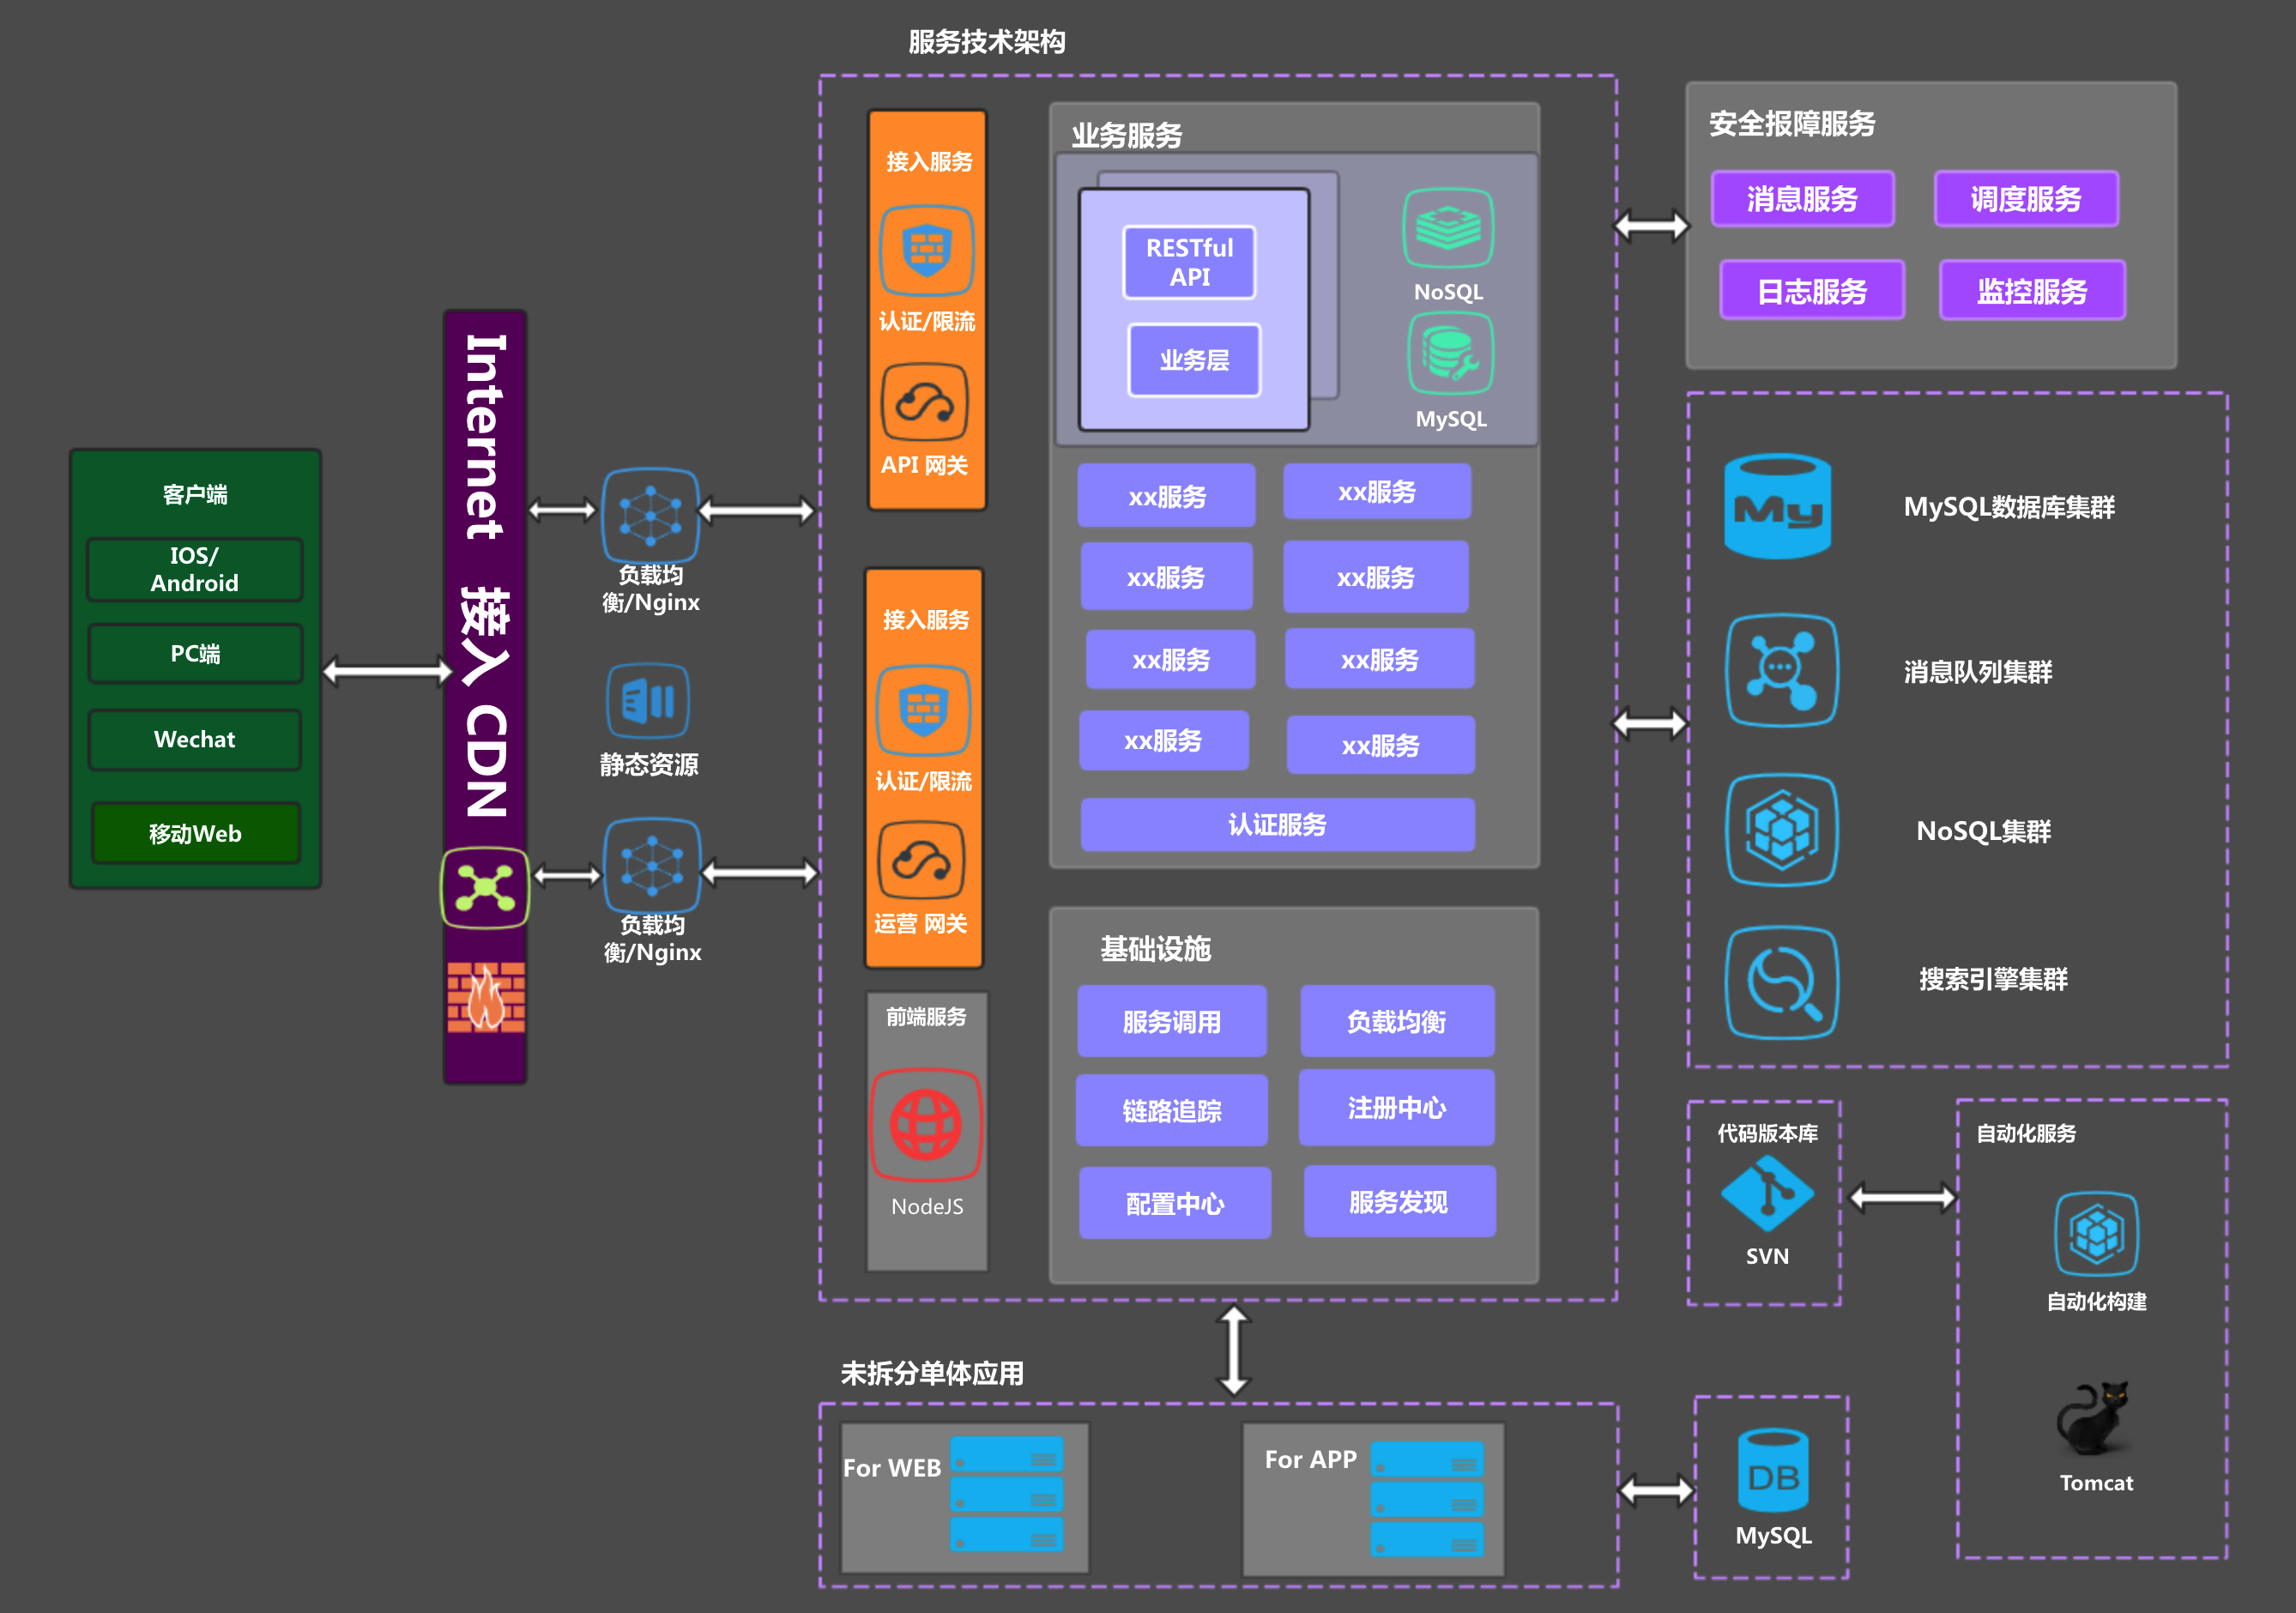 服务技术架构
客户端
IOS/
Android
PC端
Wechat
移动Web
Internet 接入 CDN
负载均
衡/Nginx
静态资源
负载均
衡/Nginx
接入服务
认证/限流
API 网关
接入服务
认证/限流
运营 网关
前端服务
NodeJS
业务服务
RESTful
API
业务层
NoSQL
MySQL
xx服务
xx服务
xx服务
xx服务
xx服务
xx服务
xx服务
xx服务
认证服务
基础设施
服务调用
负载均衡
链路追踪
注册中心
配置中心
服务发现
安全报障服务
消息服务
调度服务
日志服务
监控服务
My
MySQL数据库集群
消息队列集群
NoSQL集群
搜索引擎集群
代码版本库
SVN
自动化服务
自动化构建
Tomcat
未拆分单体应用
For WEB
For APP
DB
MySQL